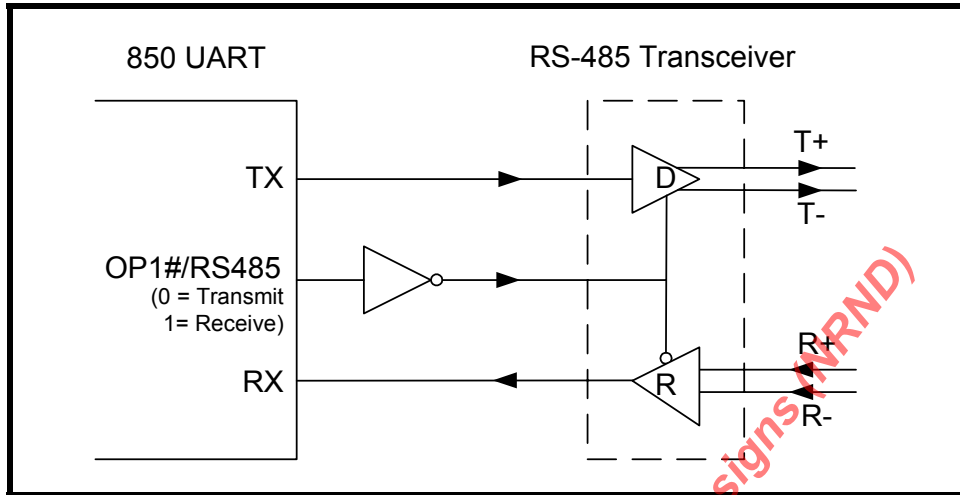 850 UART
RS-485 Transceiver
TX
D
T+
T-
OP1#/RS485
(0 = Transmit
1= Receive)
RX
R
R+
R-
signs (NRND)